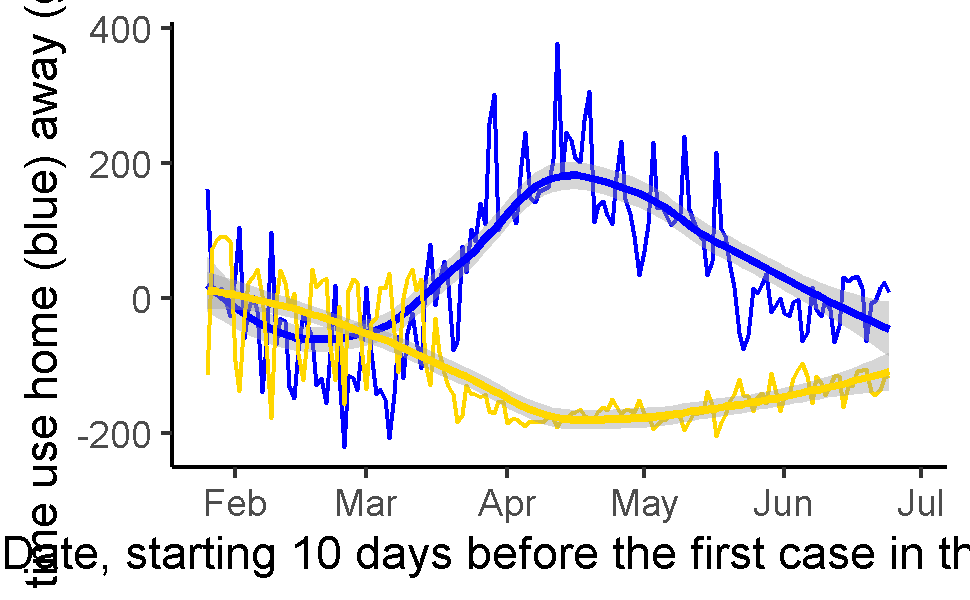 400
200
0
-200
time use home (blue) away (
Feb Mar Apr May Jun Jul
Date, starting 10 days before the first case in th